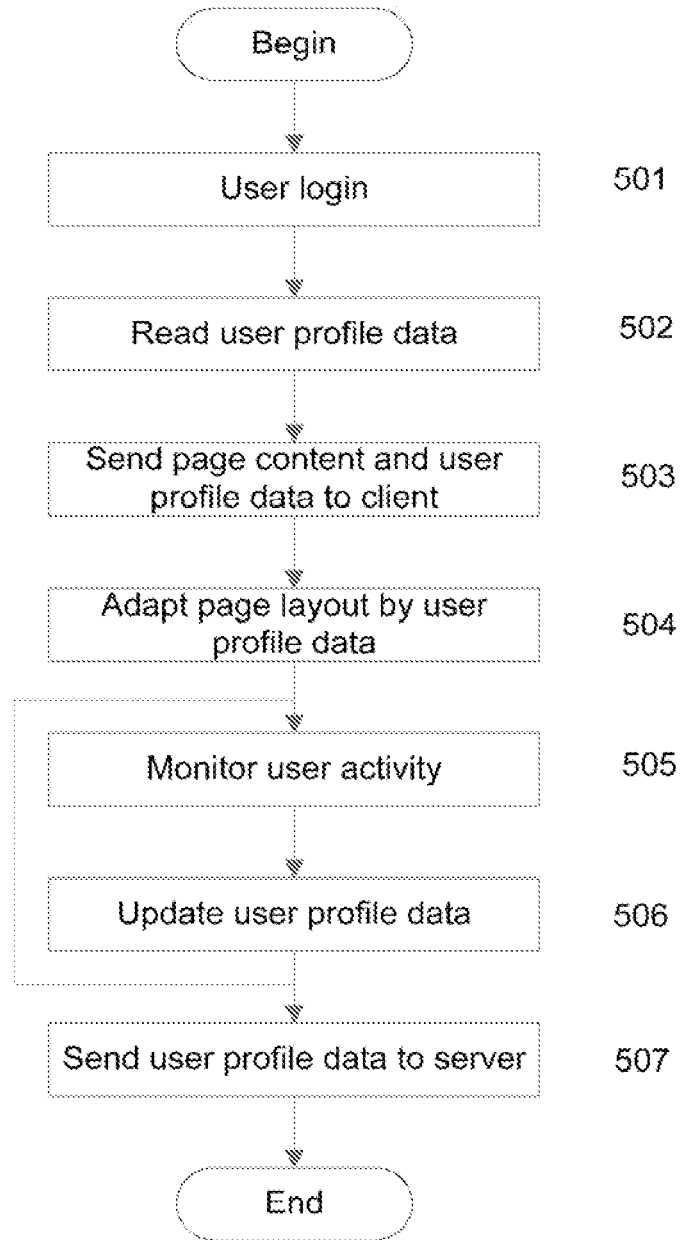 Begin
User login
501
Read user profile data
502
Send page content and user
profile data to client
503
Adapt page layout by user
profile data
504
Monitor user activity
505
Update user profile data
506
Send user profile data to server
507
End